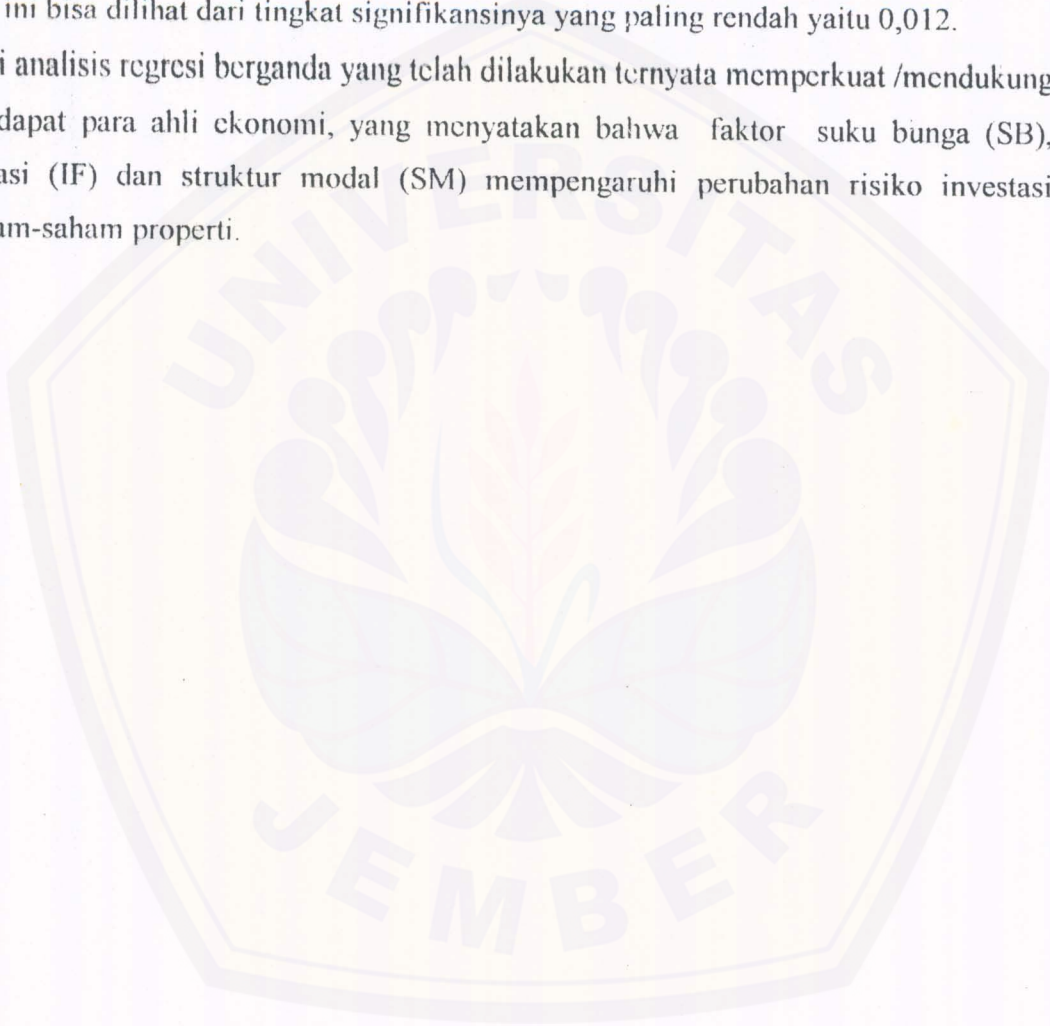 ini bisa dilihat dari tingkat signifikansinya yang paling rendah yaitu 0,012.
i analisis regresi berganda yang telah dilakukan ternyata memperkuat /mendukung
dapat para ahli ekonomi, yang menyatakan bahwa faktor suku bunga (SB),
asi (IF) dan struktur modal (SM) mempengaruhi perubahan risiko investasi
am-saham properti.
UNIVERSITAS
JEMBER